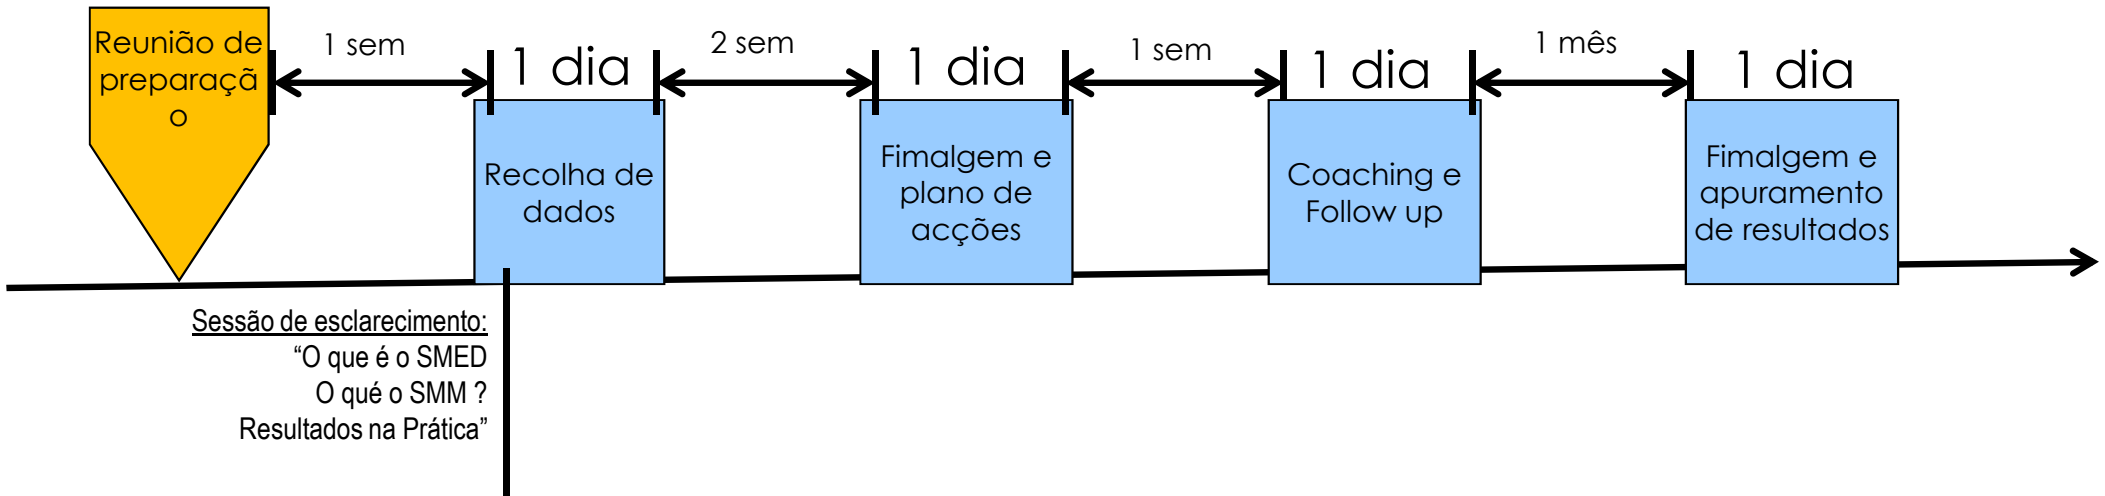 Reunião de
preparaçã
o
1 sem
1 dia
2 sem
1 dia
1 sem
1 dia
1 mês
1 dia
Recolha de
dados
Fimalgem e
plano de
acções
Coaching e
Follow up
Fimalgem e
apuramento
de resultados
Sessão de esclarecimento:
“O que é o SMED
O qué o SMM ?
Resultados na Prática”